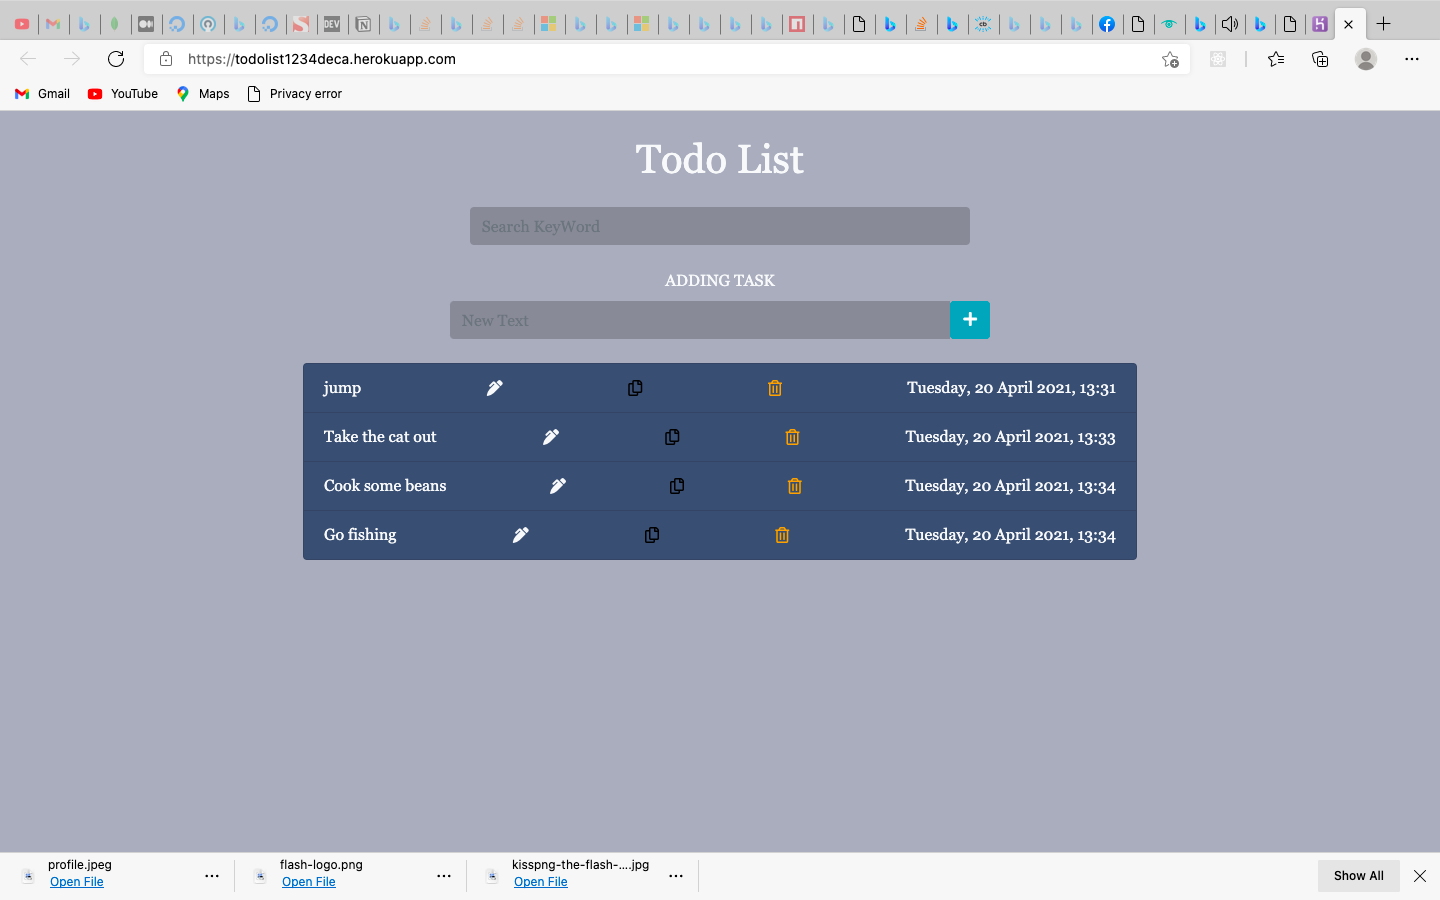 DEV
cb
https://todolist1234deca.herokuapp.com
Gmail YouTube Maps Privacy error
Todo List
Search KeyWord
ADDING TASK
New Text
jump Tuesday, 20 April 2021, 13:31
Take the cat out Tuesday, 20 April 2021, 13:33
Cook some beans Tuesday, 20 April 2021, 13:34
Go fishing Tuesday, 20 April 2021, 13:34
profile.jpeg flash-logo.png kisspng-the-flash-....jpg
Open File Open File Open File Show All